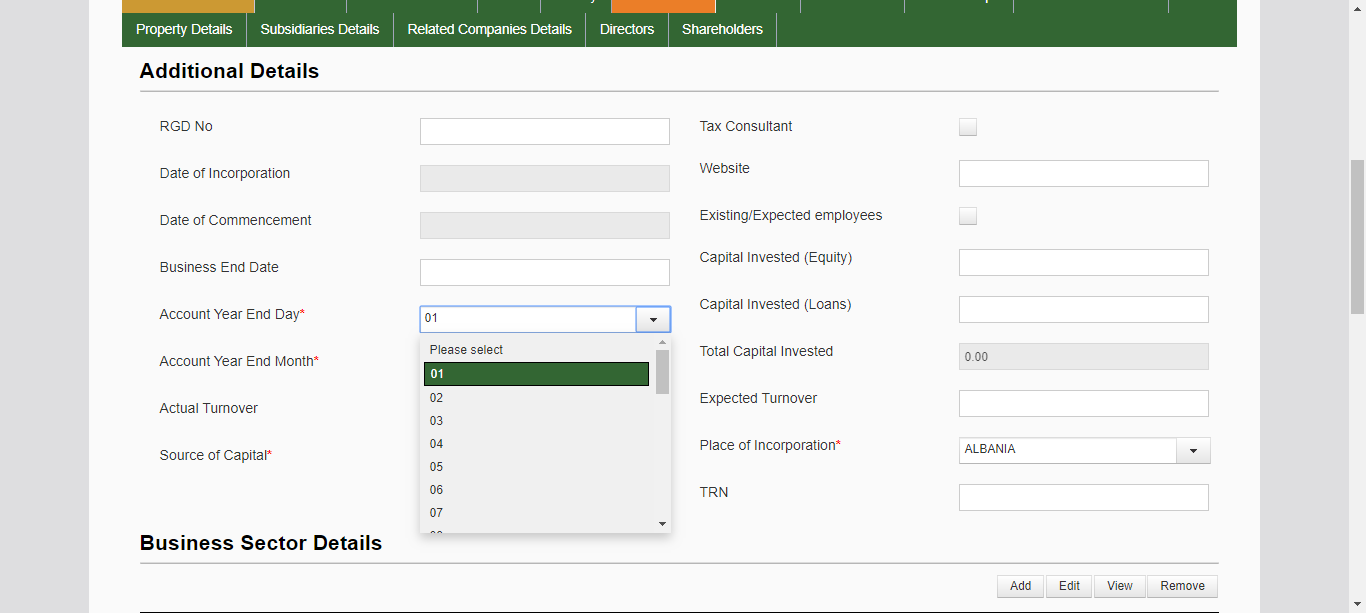 Property Details Subsidiaries Details Related Companies Details Directors Shareholders
Additional Details
RGD No
Date of Incorporation
Date of Commencement
Business End Date
Account Year End Day* 01
Please select
01
02
03
04
05
06
07
Account Year End Month*
Actual Turnover
Source of Capital*
Tax Consultant
Website
Existing/Expected employees
Capital Invested (Equity)
Capital Invested (Loans)
Total Capital Invested 0.00
Expected Turnover
Place of Incorporation* ALBANIA
TRN
Business Sector Details
Add Edit View Remove